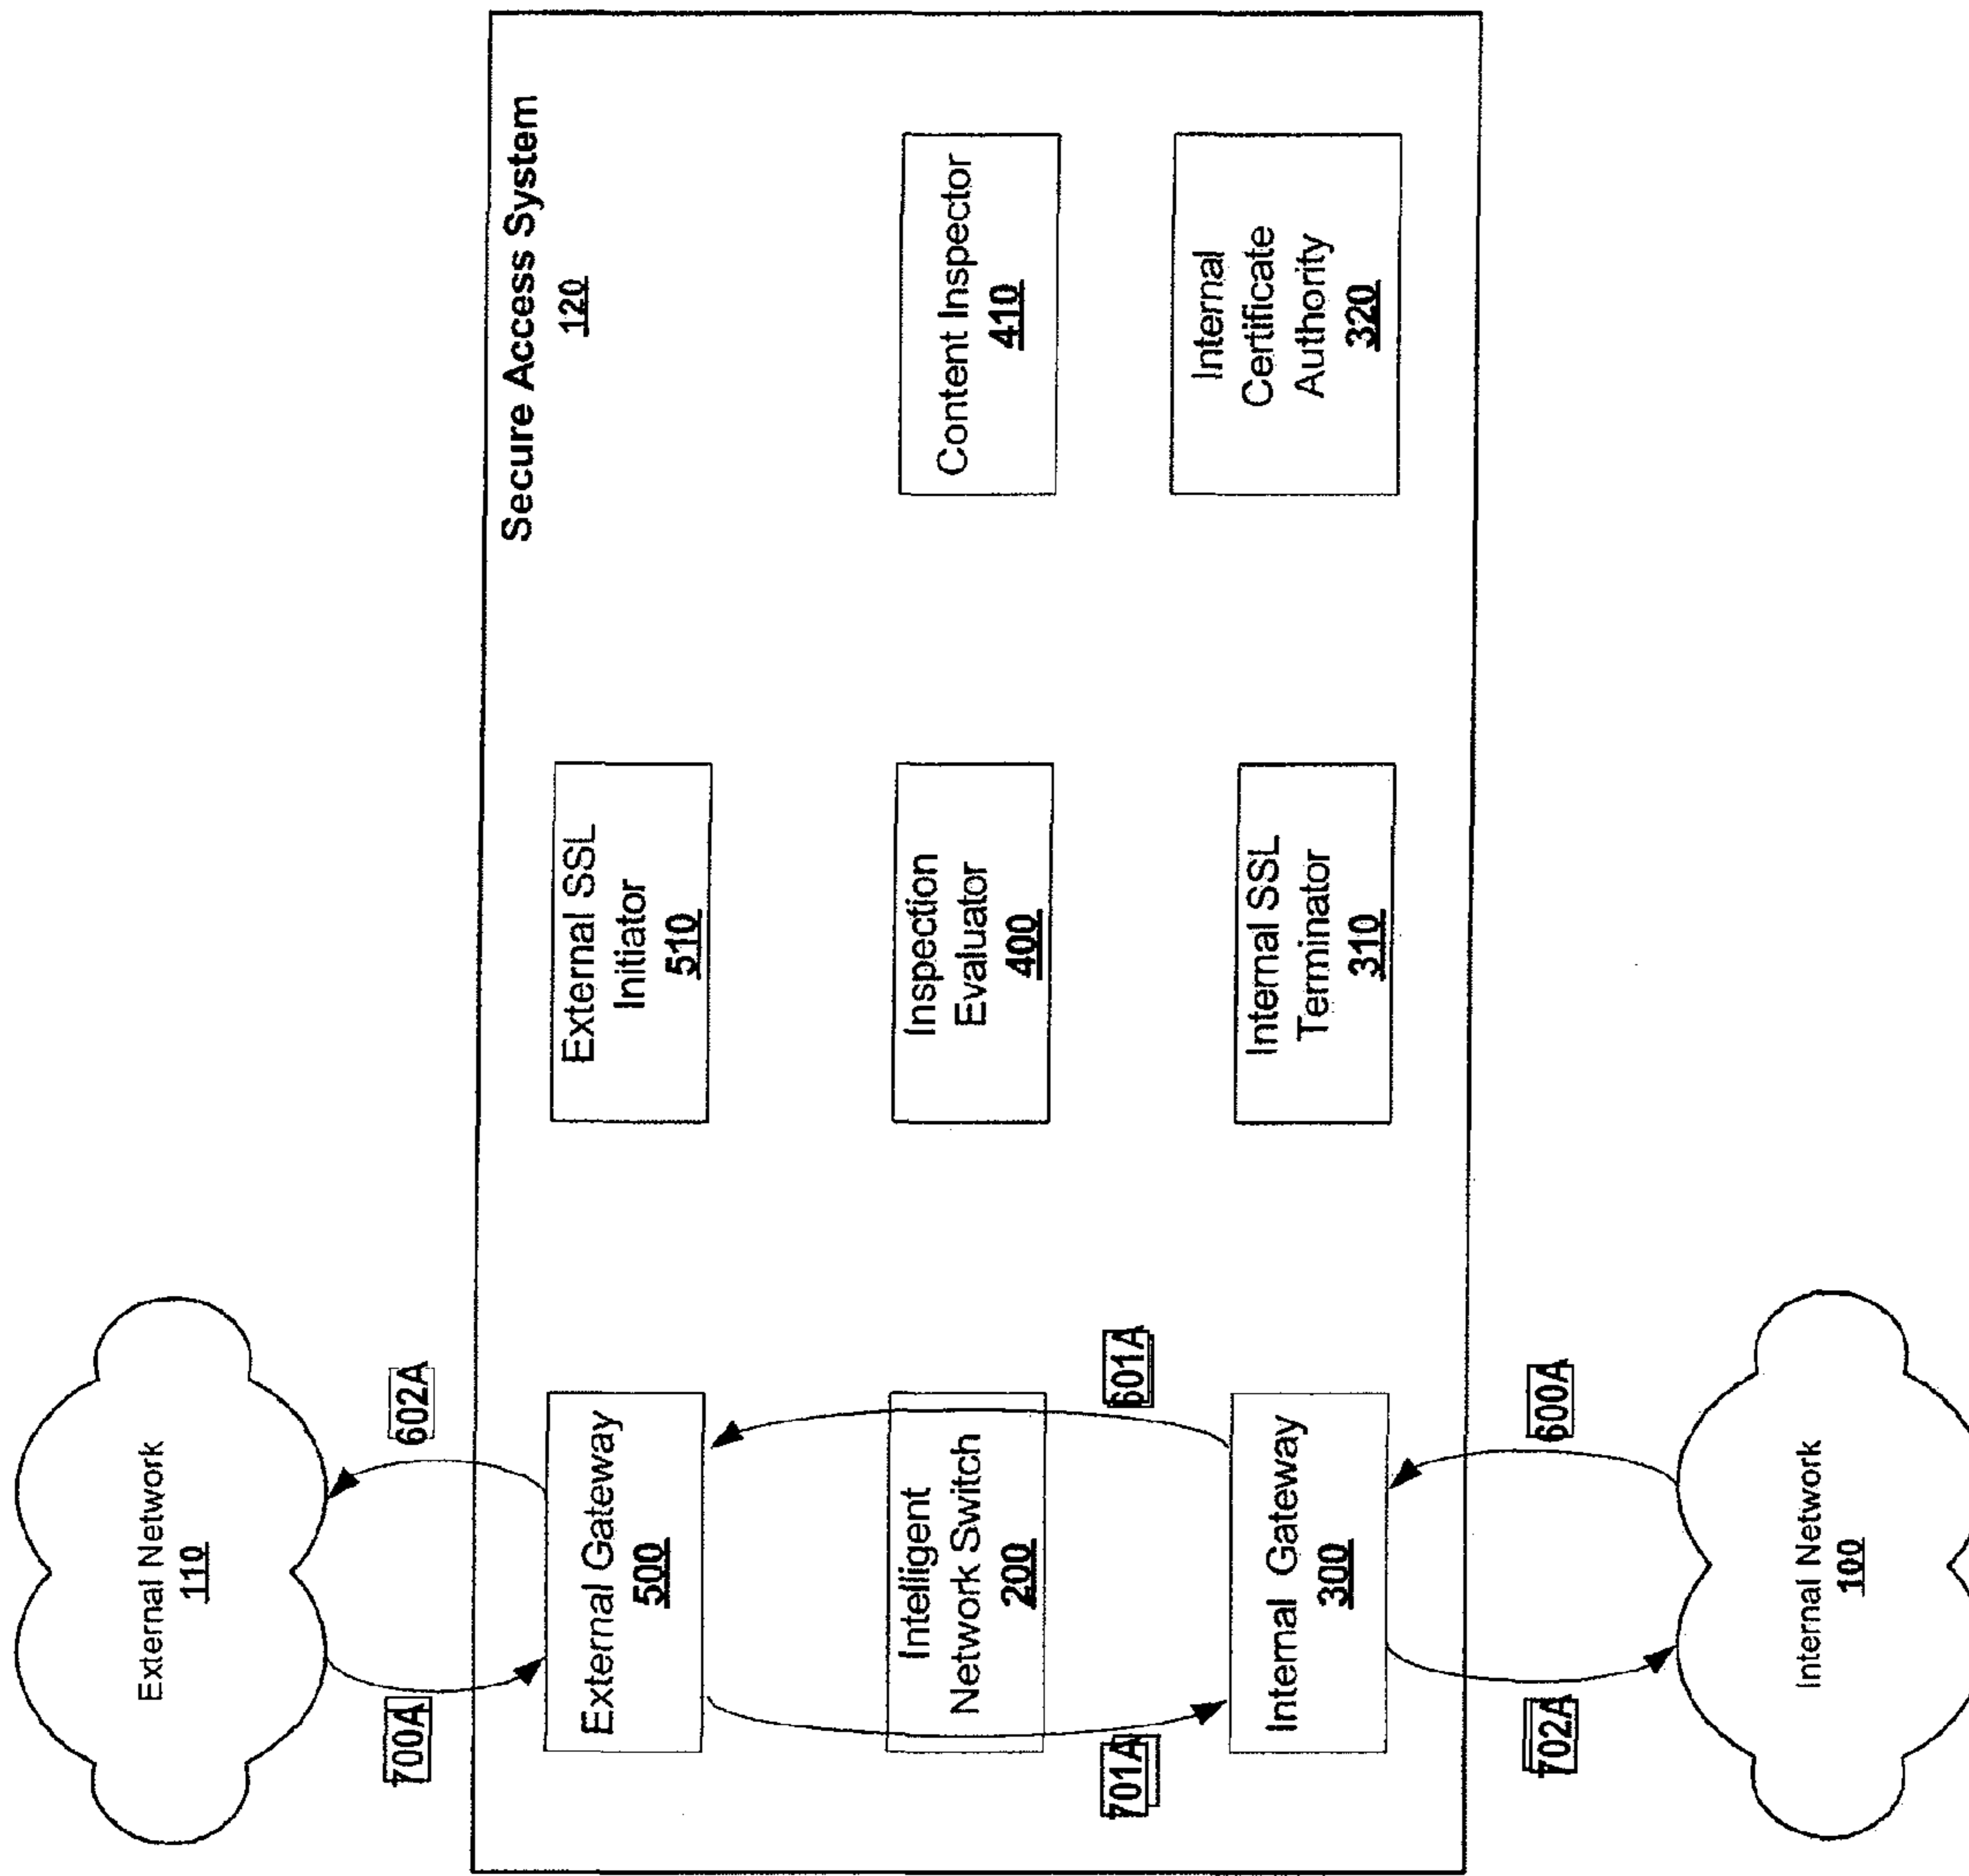 Secure Access System
120
External Network
110
700A
602A
External Gateway
500
External SSL
Initiator
510
Intelligent
Network Switch
200
Inspection
Evaluator
400
Content Inspector
410
701A
601A
Internal Gateway
300
Internal SSL
Terminator
310
Internal
Certificate
Authority
320
702A
600A
Internal Network
100